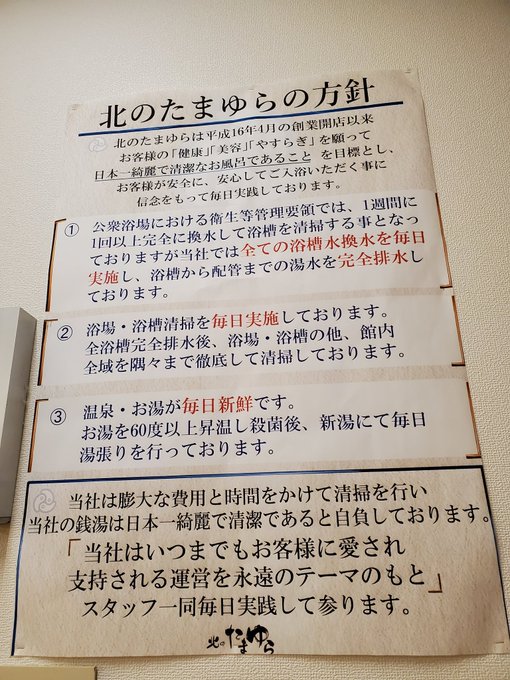 北のたまゆらの方針
北のたまゆらは平成16年4月の創業開店以来
お客様の「健康」「美容」「やすらぎ」を願って
日本一綺麗で清潔なお風呂であること を目標とし、
お客様が安全に、安心してご入浴いただく事に
信念をもって毎日実践しております。
① 公衆浴場における衛生等管理要領では、1週間に
1回以上完全に換水して浴槽を清掃する事となっ
ておりますが当社では全ての浴槽水換水を毎日
実施し、浴槽から配管までの湯水を完全排水し
ております。
② 浴場・浴槽清掃を毎日実施しております。
全浴槽完全排水後、浴場・浴槽の他、館内
全域を隅々まで徹底して清掃しております。
③ 温泉・お湯が毎日新鮮です。
お湯を60度以上昇温し殺菌後、新湯にて毎日
湯張りを行っております。
当社は膨大な費用と時間をかけて清掃を行い
当社の銭湯は日本一綺麗で清潔であると自負しております。
「当社はいつまでもお客様に愛され
支持される運営を永遠のテーマのもと」
スタッフ一同毎日実践して参ります。
北のたまゆら